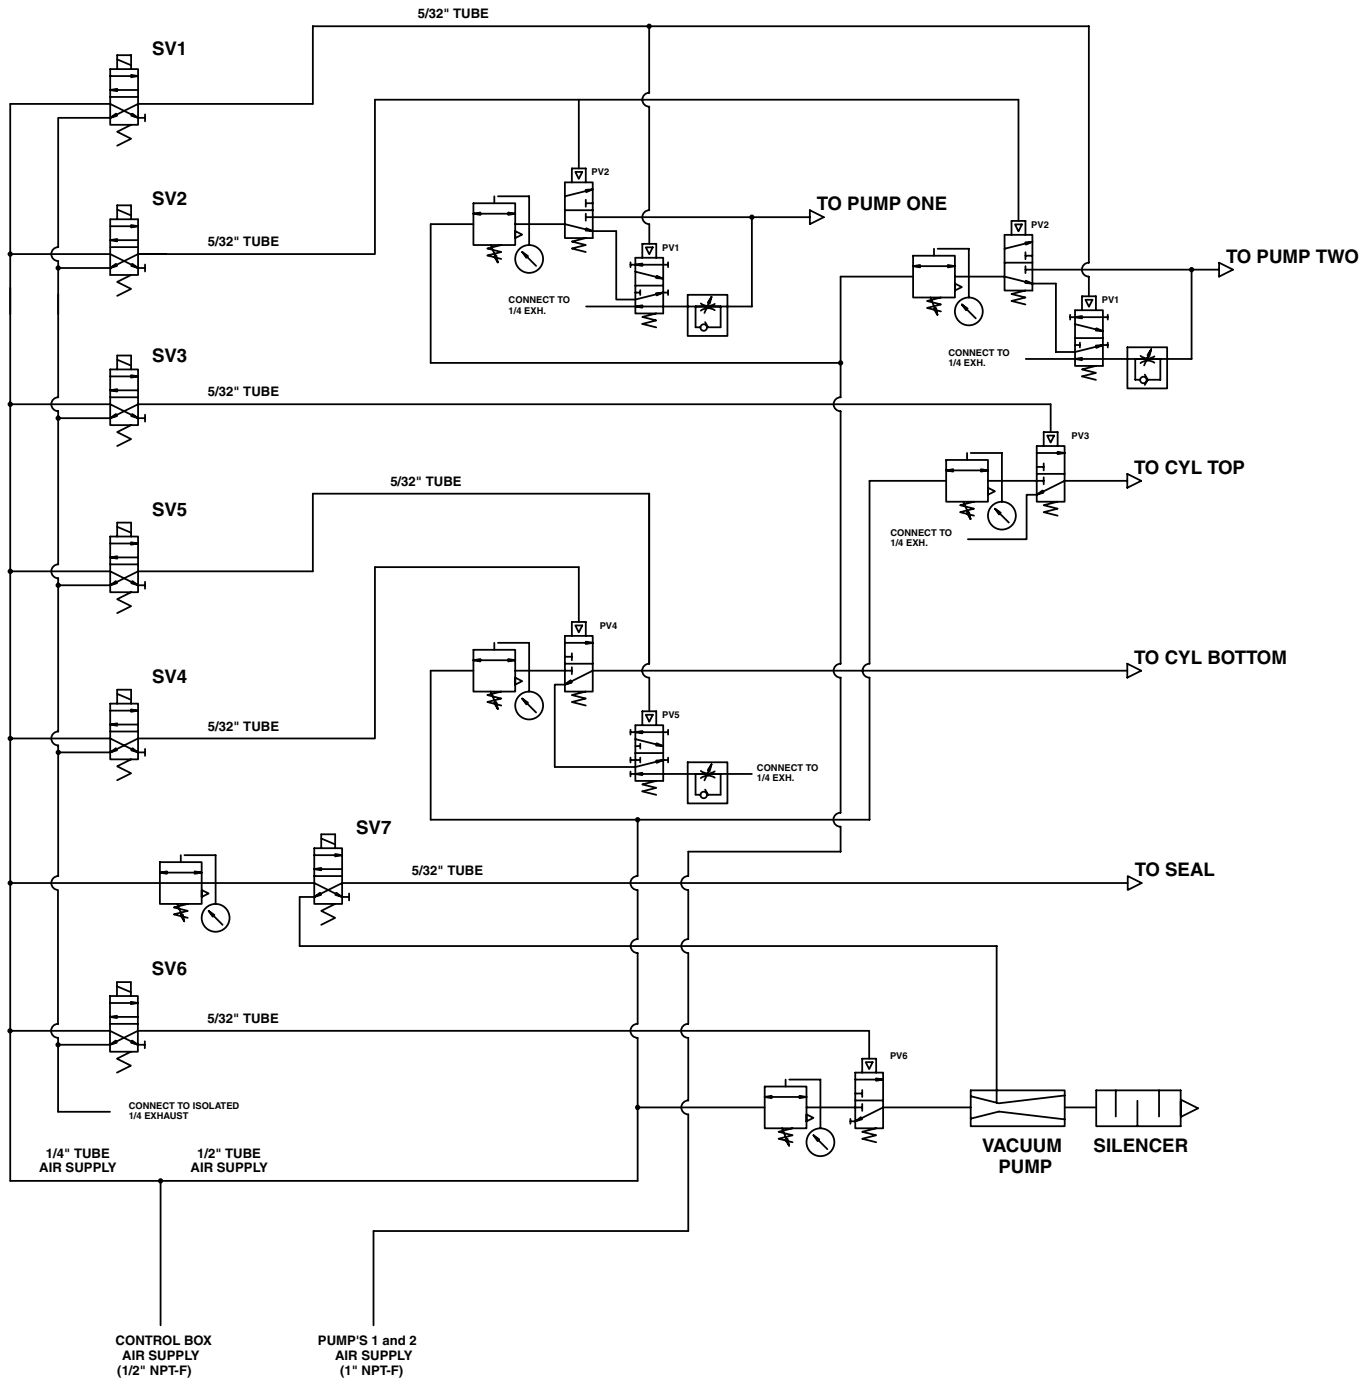 5/32" TUBE
SV1
SV2
5/32" TUBE
PV2
TO PUMP ONE
PV1
CONNECT TO
1/4 EXH.
PV2
TO PUMP TWO
PV1
CONNECT TO
1/4 EXH.
SV3
5/32" TUBE
PV3
TO CYL TOP
CONNECT TO
1/4 EXH.
5/32" TUBE
SV5
PV4
TO CYL BOTTOM
SV4
5/32" TUBE
PV5
CONNECT TO
1/4 EXH.
SV7
5/32" TUBE
TO SEAL
SV6
5/32" TUBE
PV6
CONNECT TO ISOLATED
1/4 EXHAUST
VACUUM
PUMP
SILENCER
1/4" TUBE
AIR SUPPLY
1/2" TUBE
AIR SUPPLY
CONTROL BOX
AIR SUPPLY
(1/2" NPT-F)
PUMP'S 1 and 2
AIR SUPPLY
(1" NPT-F)